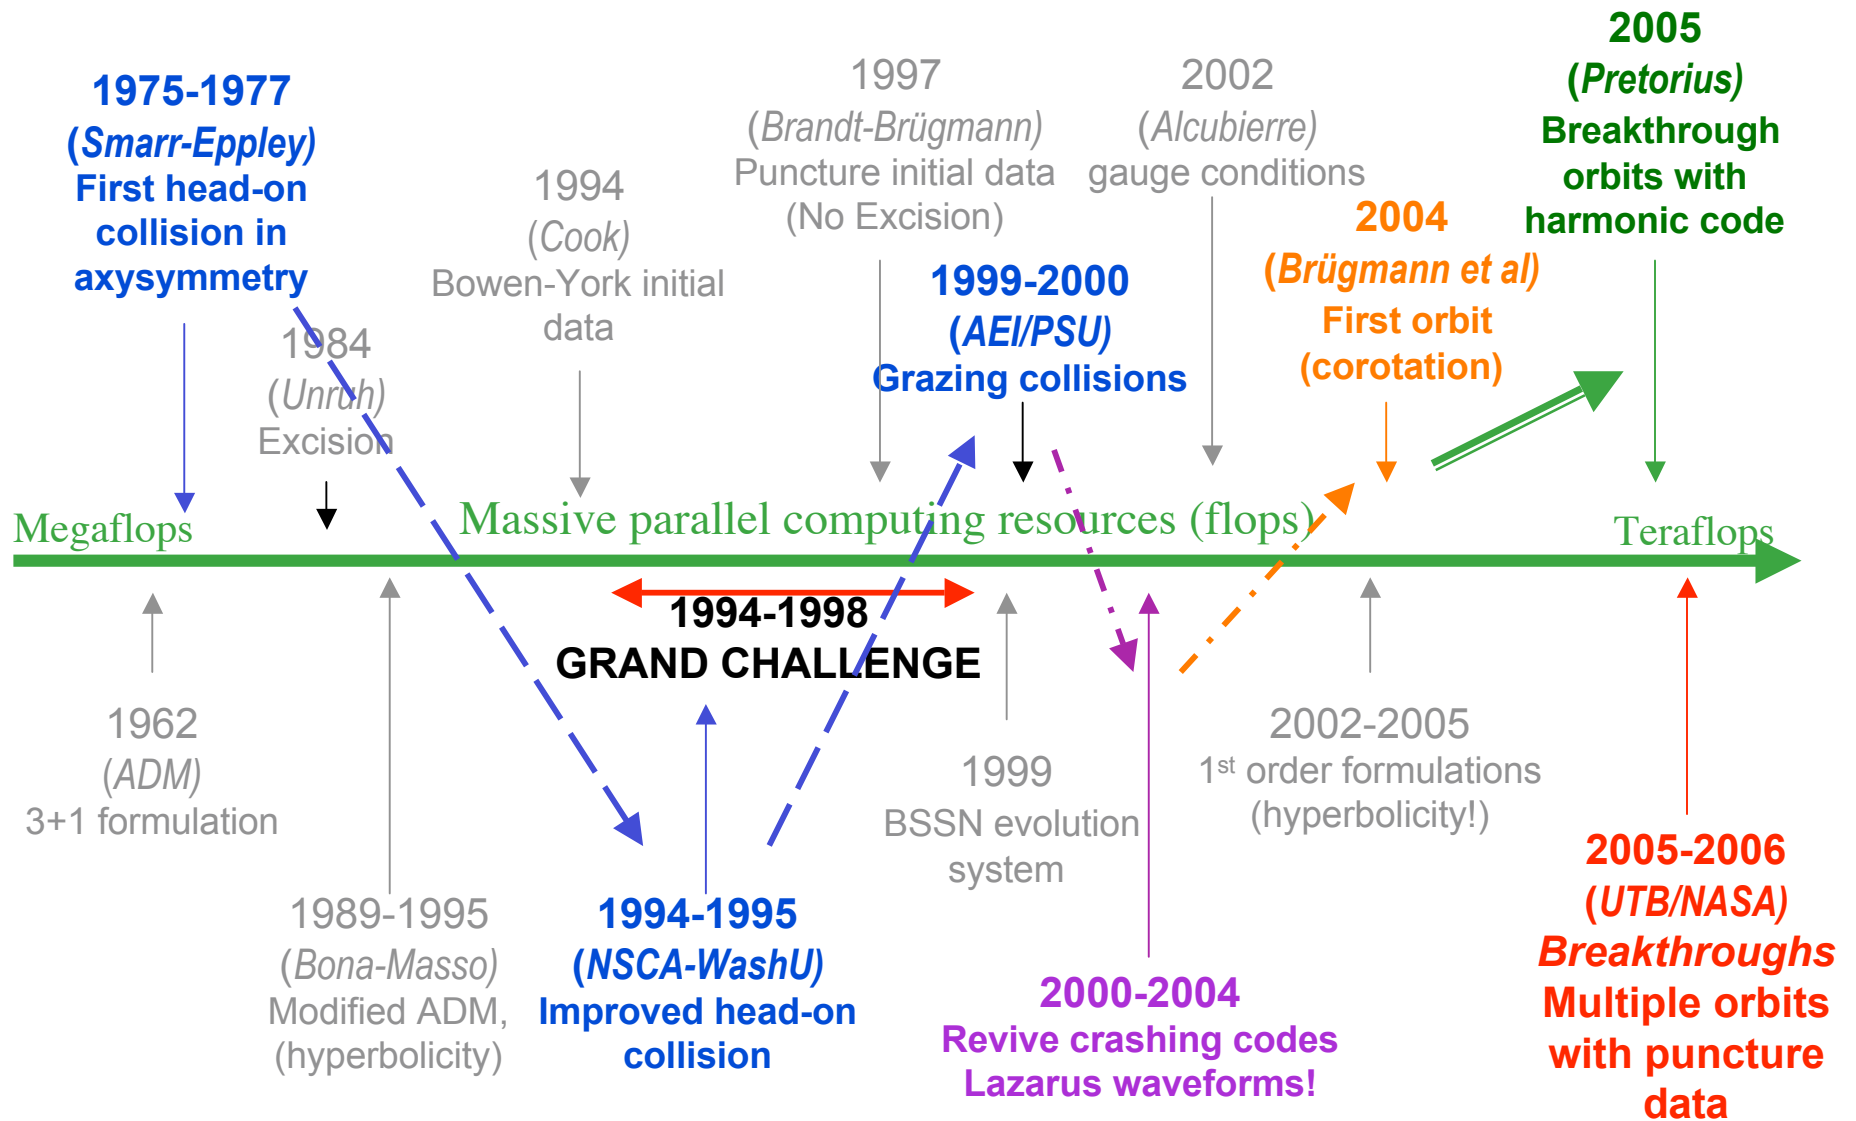 1975-1977
(Smarr-Eppley)
First head-on
collision in
axysymmetry
1984
(Unruh)
Excision
1994
(Cook)
Bowen-York initial
data
1997
(Brandt-Brügmann)
Puncture initial data
(No Excision)
1999-2000
(AEI/PSU)
Grazing collisions
2002
(Alcubierre)
gauge conditions
2004
(Brügmann et al)
First orbit
(corotation)
2005
(Pretorius)
Breakthrough
orbits with
harmonic code
Megaflops
Massive parallel computing resources (flops)
Teraflops
1994-1998
GRAND CHALLENGE
1962
(ADM)
3+1 formulation
1989-1995
(Bona-Masso)
Modified ADM,
(hyperbolicity)
1994-1995
(NSCA-WashU)
Improved head-on
collision
1999
BSSN evolution
system
2000-2004
Revive crashing codes
Lazarus waveforms!
2002-2005
1st order formulations
(hyperbolicity!)
2005-2006
(UTB/NASA)
Breakthroughs
Multiple orbits
with puncture
data